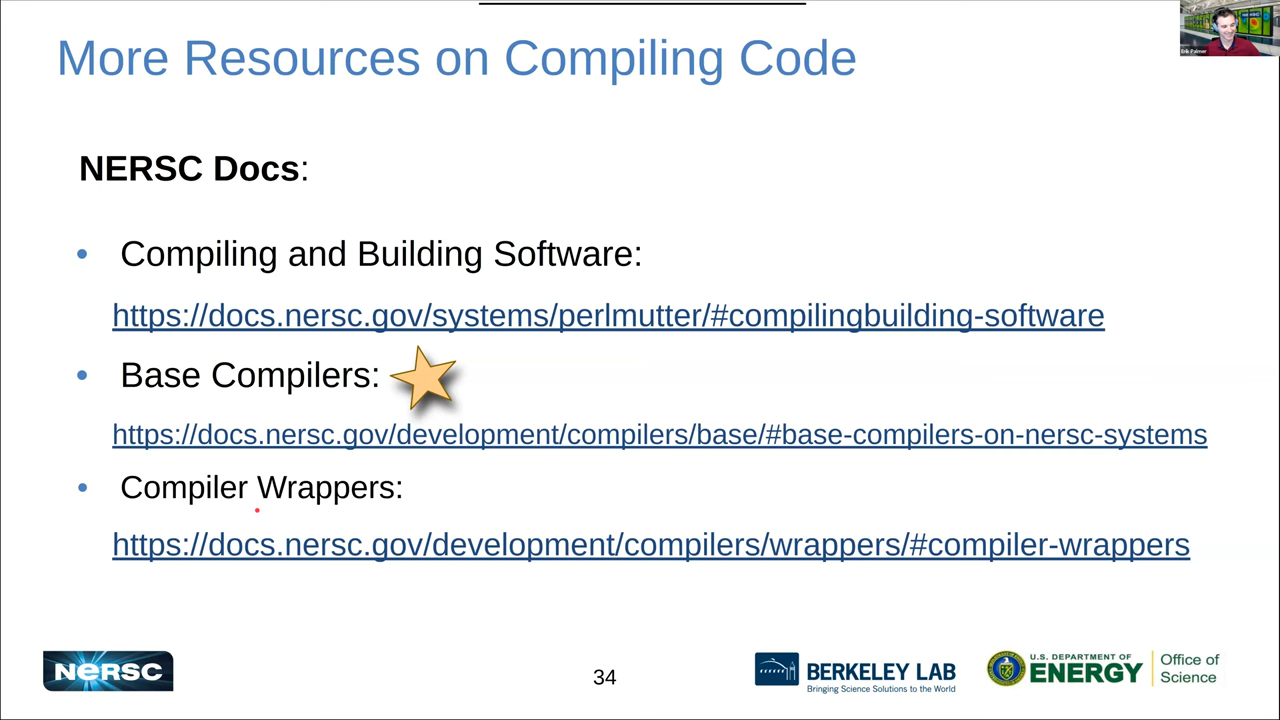 More Resources on Compiling Code
Erik Palmer
NERSC Docs:
• Compiling and Building Software:
https://docs.nersc.gov/systems/perlmutter/#compilingbuilding-software
• Base Compilers:
https://docs.nersc.gov/development/compilers/base/#base-compilers-on-nersc-systems
• Compiler Wrappers:
https://docs.nersc.gov/development/compilers/wrappers/#compiler-wrappers
NERSC
34
BERKELEY LAB
Bringing Science Solutions to the World
U.S. DEPARTMENT OF
ENERGY
Office of
Science